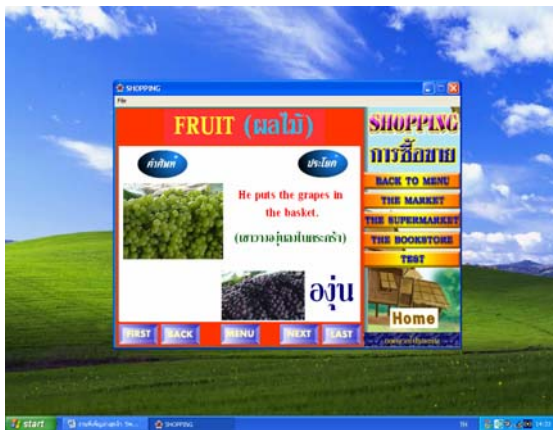 SHOPPING
File
FRUIT (ผลไม้)
คำศัพท์
ประโยค
He puts the grapes in
the basket.
(เขาวางองุ่นลงในตะกร้า)
องุ่น
FIRST
BACK
MENU
NEXT
LAST
SHOPPING
การซื้อขาย
BACK TO MENU
THE MARKET
THE SUPERMARKET
THE BOOKSTORE
TEST
Home
start
SHOPPING
TH